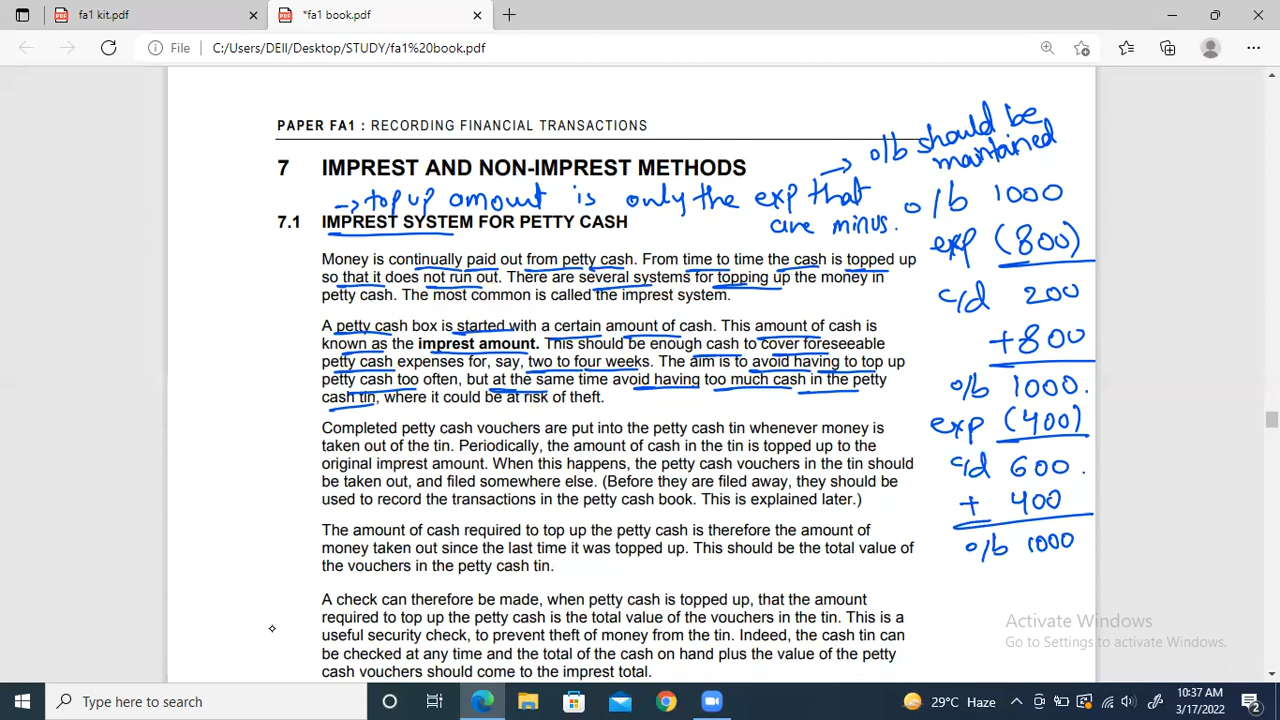 fa1 kit.pdf
*fa1 book.pdf
File
C:/Users/DEll/Desktop/STUDY/fa1%20book.pdf
PAPER FA1 : RECORDING FINANCIAL TRANSACTIONS
7 IMPREST AND NON-IMPREST METHODS
→ o/b should be
maintained
→ top up amount is only the exp that
are minus.
7.1 IMPREST SYSTEM FOR PETTY CASH
Money is continually paid out from petty cash. From time to time the cash is topped up
so that it does not run out. There are several systems for topping up the money in
petty cash. The most common is called the imprest system.
A petty cash box is started with a certain amount of cash. This amount of cash is
known as the imprest amount. This should be enough cash to cover foreseeable
petty cash expenses for, say, two to four weeks. The aim is to avoid having to top up
petty cash too often, but at the same time avoid having too much cash in the petty
cash tin, where it could be at risk of theft.
Completed petty cash vouchers are put into the petty cash tin whenever money is
taken out of the tin. Periodically, the amount of cash in the tin is topped up to the
original imprest amount. When this happens, the petty cash vouchers in the tin should
be taken out, and filed somewhere else. (Before they are filed away, they should be
used to record the transactions in the petty cash book. This is explained later.)
The amount of cash required to top up the petty cash is therefore the amount of
money taken out since the last time it was topped up. This should be the total value of
the vouchers in the petty cash tin.
A check can therefore be made, when petty cash is topped up, that the amount
required to top up the petty cash is the total value of the vouchers in the tin. This is a
useful security check, to prevent theft of money from the tin. Indeed, the cash tin can
be checked at any time and the total of the cash on hand plus the value of the petty
cash vouchers should come to the imprest total.
o/b 1000
exp (800)
c/d 200
+800
o/b 1000.
exp (400)
c/d 600.
+ 400
o/b 1000
Activate Windows
Go to Settings to activate Windows.
Type here to search
29°C Haze
10:37 AM
3/17/2022
2